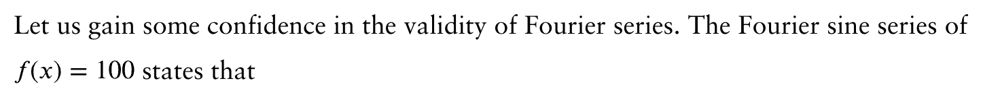 Let us gain some confidence in the validity of Fourier series. The Fourier sine series of
f(x) = 100 states that